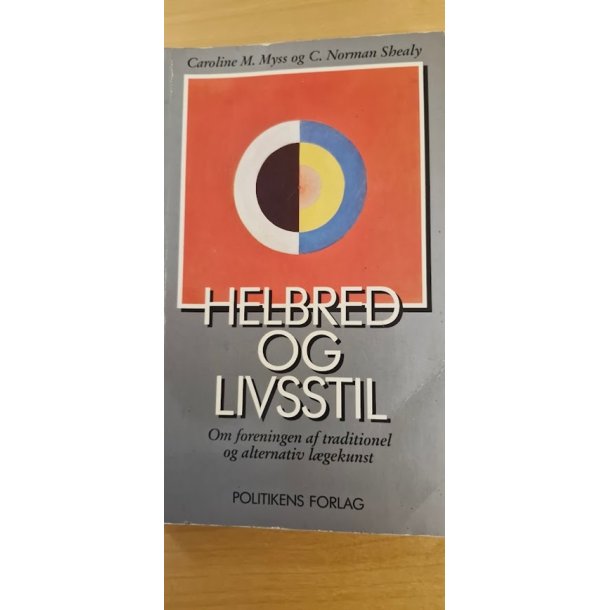 Caroline M. Myss og C. Norman Shealy
HELBRED
OG
LIVSSTIL
Om foreningen af traditionel
og alternativ lægekunst
POLITIKENS FORLAG